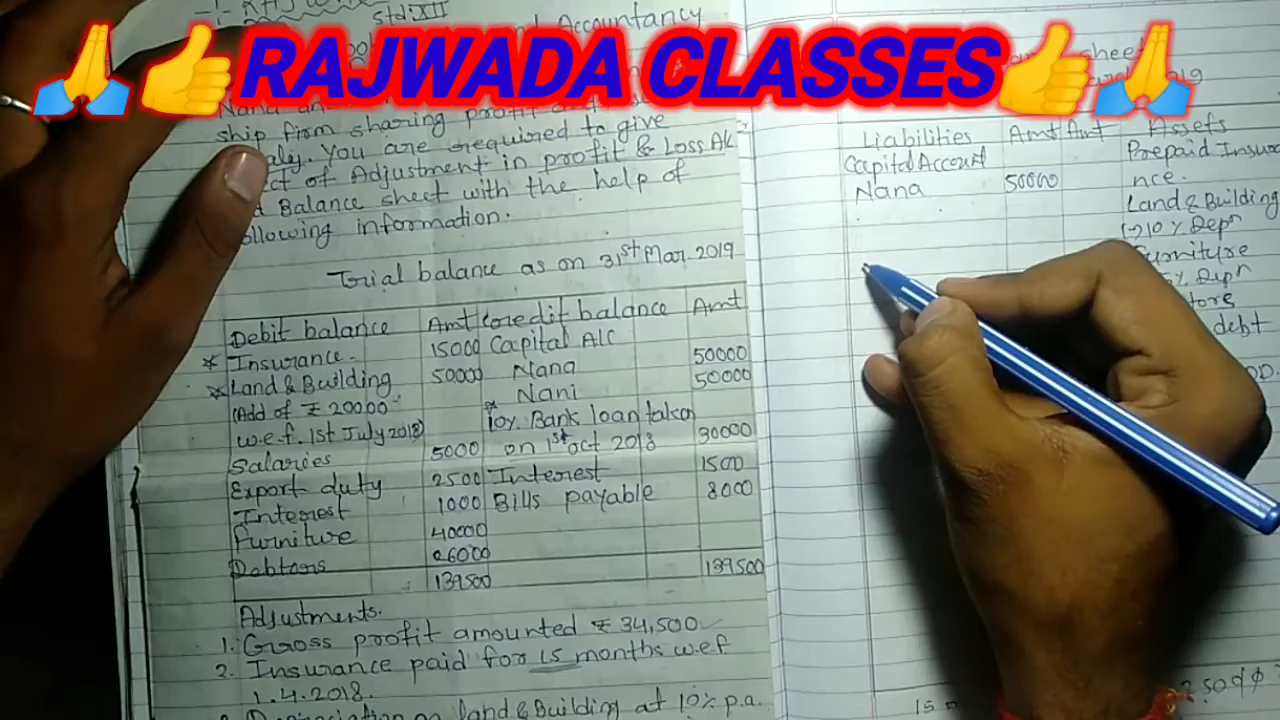 Std.XII
Accountancy
RAJWADA CLASSES
ship firm sharing profit
You are required to give
of Adjustment in profit & Loss A/c
Balance sheet with the help of
following information.
Trial balance as on 31st Mar. 2019
Debit balance Amt Credit balance Amt
* Insurance. 15000 Capital A/C
* Land & Building 50000 Nana 50000
(Add of ₹ 20000 Nani 50000
w.e.f. 1st July 2018) * 10% Bank loan taken
Salaries 5000 on 1st Oct 2018 30000
Export duty 2500 Interest 1500
Interest 1000 Bills payable 8000
Furniture 40000
Debtors 26000
139500 139500
Adjustments.
1. Gross profit amounted ₹ 34,500
2. Insurance paid for 15 months w.e.f
1.4.2018.
Depreciation on land & Building at 10% p.a.
Liabilities Amt Amt Assets
Capital Account Prepaid Insura
Nana 50000 nce.
Land & Building
10% Depn
Furniture
% Depn
debt